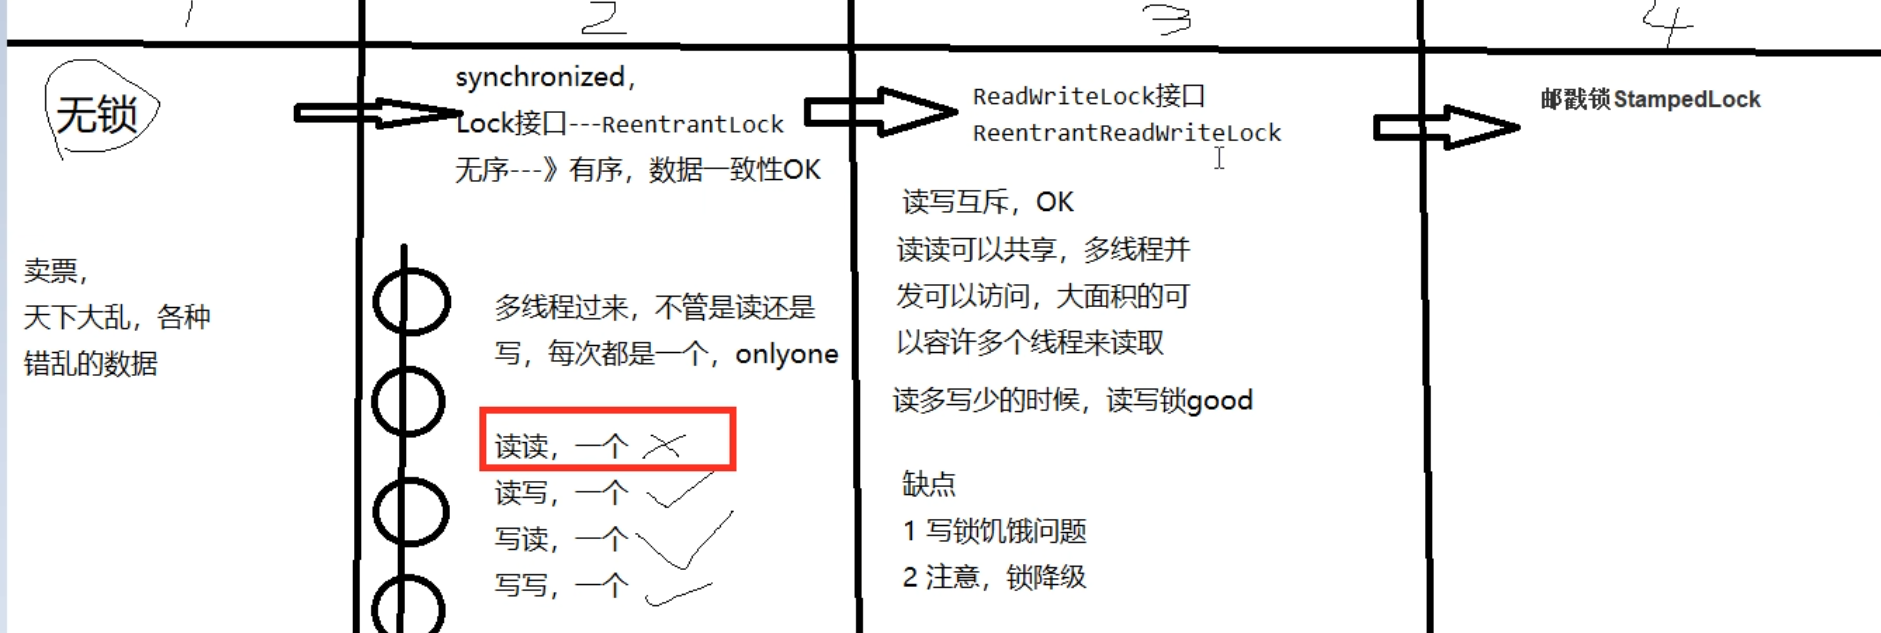 1
2
3
4
无锁
卖票，
天下大乱，各种
错乱的数据
synchronized，
Lock接口---ReentrantLock
无序---》有序，数据一致性OK
多线程过来，不管是读还是
写，每次都是一个，onlyone
读读，一个
读写，一个
写读，一个
写写，一个
ReadWriteLock接口
ReentrantReadWriteLock
读写互斥，OK
读读可以共享，多线程并
发可以访问，大面积的可
以容许多个线程来读取
读多写少的时候，读写锁good
缺点
1 写锁饥饿问题
2 注意，锁降级
邮戳锁StampedLock